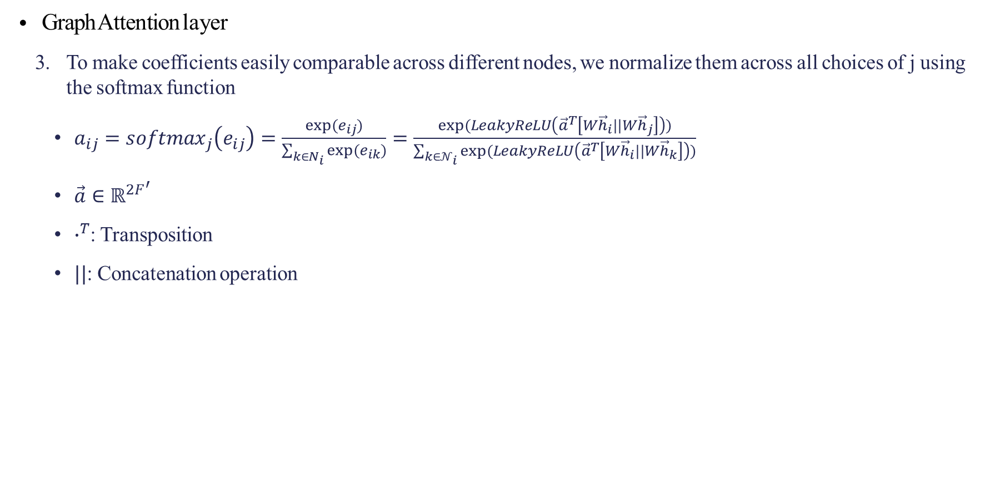 • Graph Attention layer
3. To make coefficients easily comparable across different nodes, we normalize them across all choices of j using
the softmax function
• $a_{ij} = softmax_j(e_{ij}) = \frac{\exp(e_{ij})}{\sum_{k \in N_i} \exp(e_{ik})} = \frac{\exp(LeakyReLU(\vec{a}^T[W\vec{h}_i||W\vec{h}_j]))}{\sum_{k \in \mathcal{N}_i} \exp(LeakyReLU(\vec{a}^T[W\vec{h}_i||W\vec{h}_k]))}$
• $\vec{a} \in \mathbb{R}^{2F'}$
• $\cdot^T$: Transposition
• ||: Concatenation operation